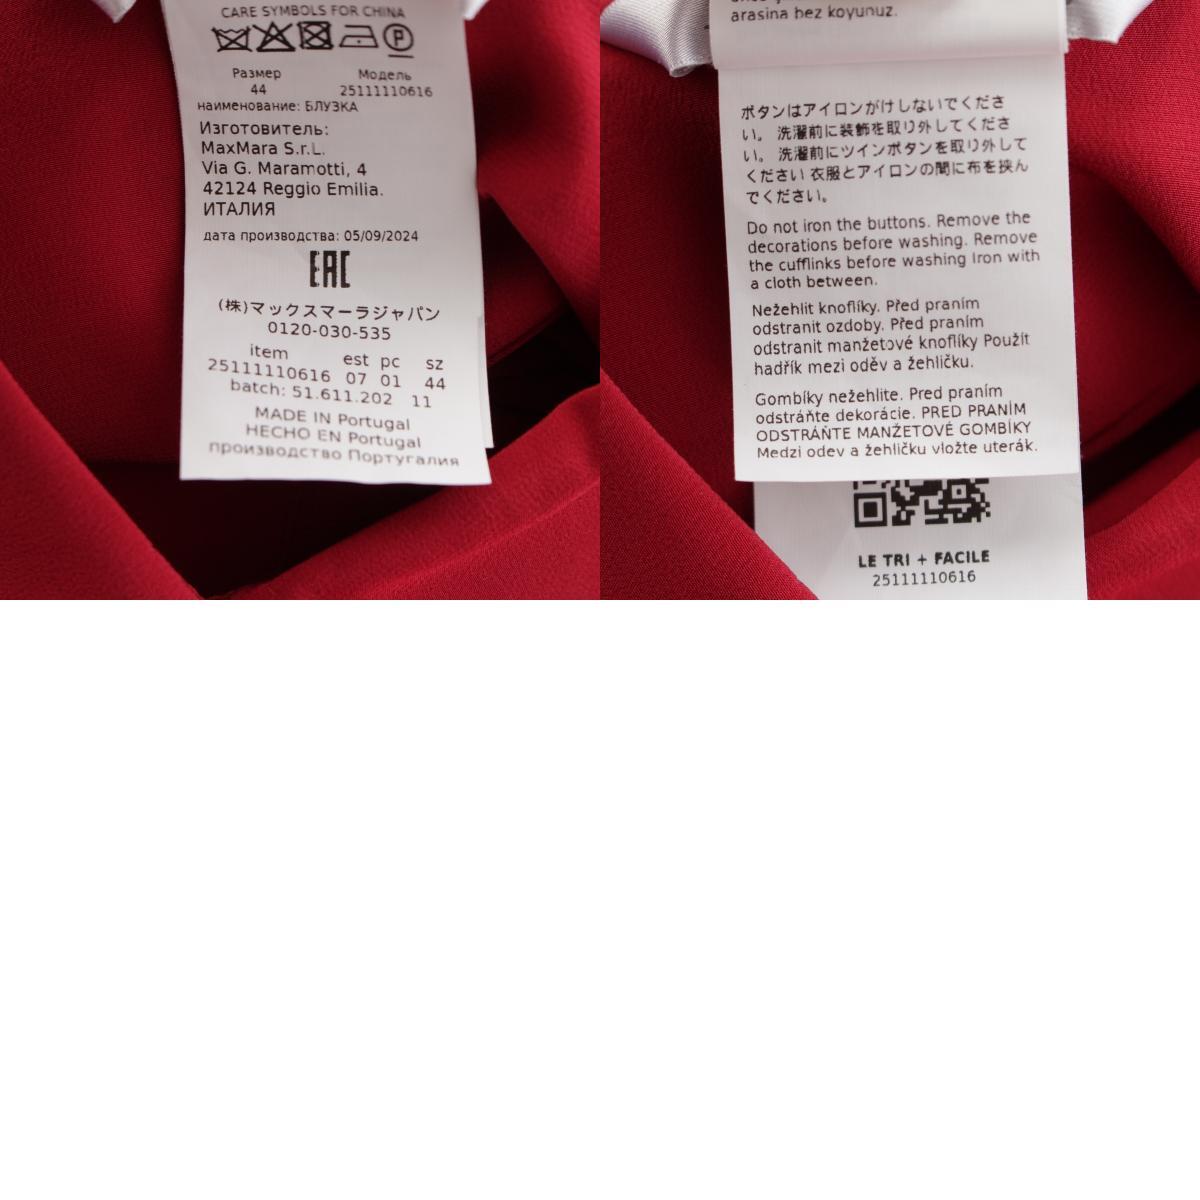 CARE SYMBOLS FOR CHINA
P
Размер Модель
44 25111110616
наименование: БЛУЗКА
Изготовитель:
MaxMara S.r.L.
Via G. Maramotti, 4
42124 Reggio Emilia.
ИТАЛИЯ
дата производства: 05/09/2024
EAC
(株)マックスマーラジャパン
0120-030-535
item est pc sz
25111110616 07 01 44
batch: 51.611.202 11
MADE IN Portugal
HECHO EN Portugal
производство Португалия
arasina bez koyunuz.
ボタンはアイロンがけしないでくださ
い。 洗濯前に装飾を取り外してくださ
い。 洗濯前にツインボタンを取り外して
ください 衣服とアイロンの間に布を挟ん
でください。
Do not iron the buttons. Remove the
decorations before washing. Remove
the cufflinks before washing Iron with
a cloth between.
Nežehlit knoflíky. Před praním
odstranit ozdoby. Před praním
odstranit manžetové knoflíky Použít
hadřík mezi oděv a žehličku.
Gombíky nežehlite. Pred praním
odstráňte dekorácie. PRED PRANÍM
ODSTRÁŇTE MANŽETOVÉ GOMBÍKY
Medzi odev a žehličku vložte uterák.
LE TRI + FACILE
25111110616